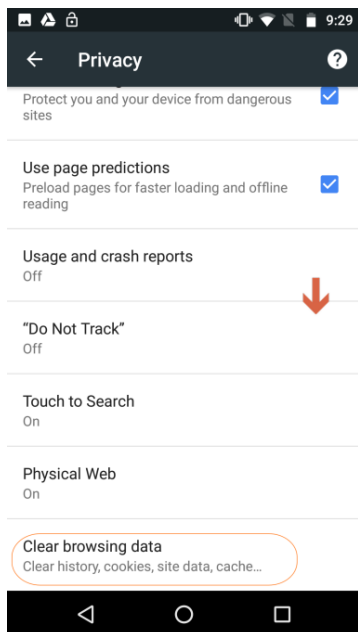 9:29
Privacy
?
Protect you and your device from dangerous
sites
Use page predictions
Preload pages for faster loading and offline
reading
Usage and crash reports
Off
“Do Not Track”
Off
Touch to Search
On
Physical Web
On
Clear browsing data
Clear history, cookies, site data, cache...